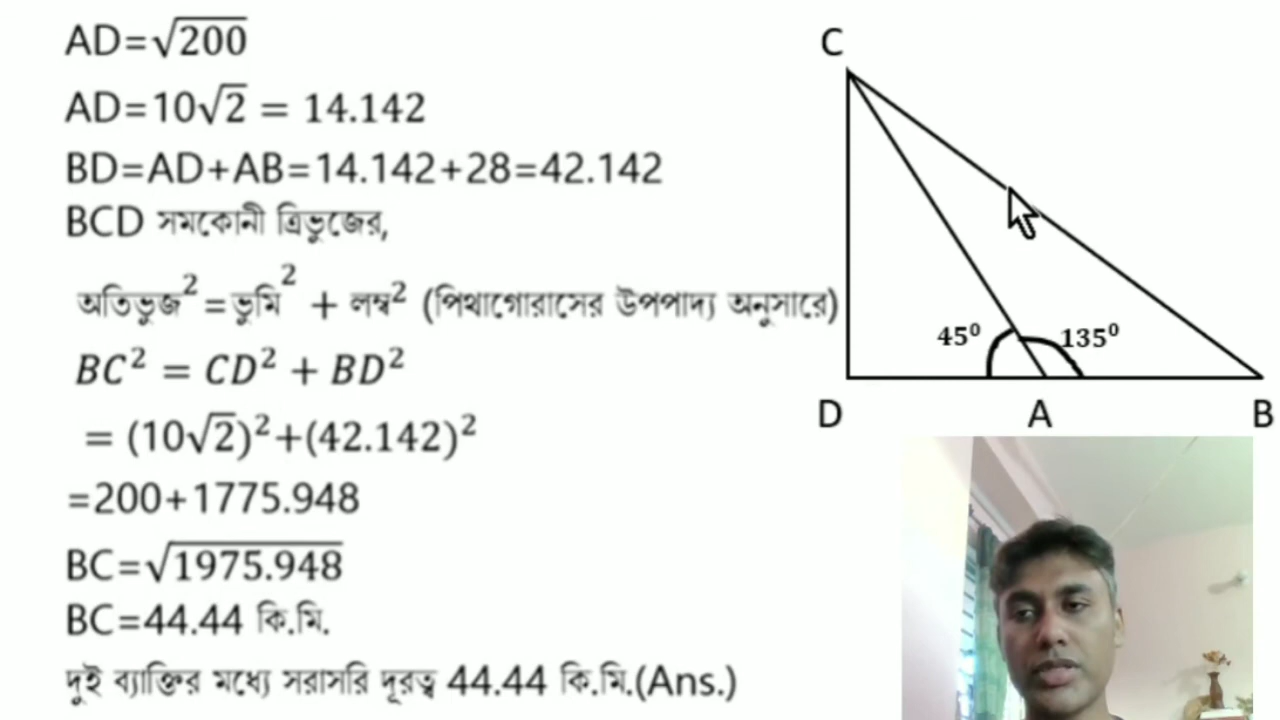 AD=√200
AD=10√2 = 14.142
BD=AD+AB=14.142+28=42.142
BCD সমকোনী ত্রিভুজের,
অতিভুজ² = ভুমি² + লম্ব² (পিথাগোরাসের উপপাদ্য অনুসারে)
BC² = CD² + BD²
= (10√2)²+(42.142)²
=200+1775.948
BC=√1975.948
BC=44.44 কি.মি.
দুই ব্যাক্তির মধ্যে সরাসরি দূরত্ব 44.44 কি.মি.(Ans.)
C
45⁰ 135⁰
D A B